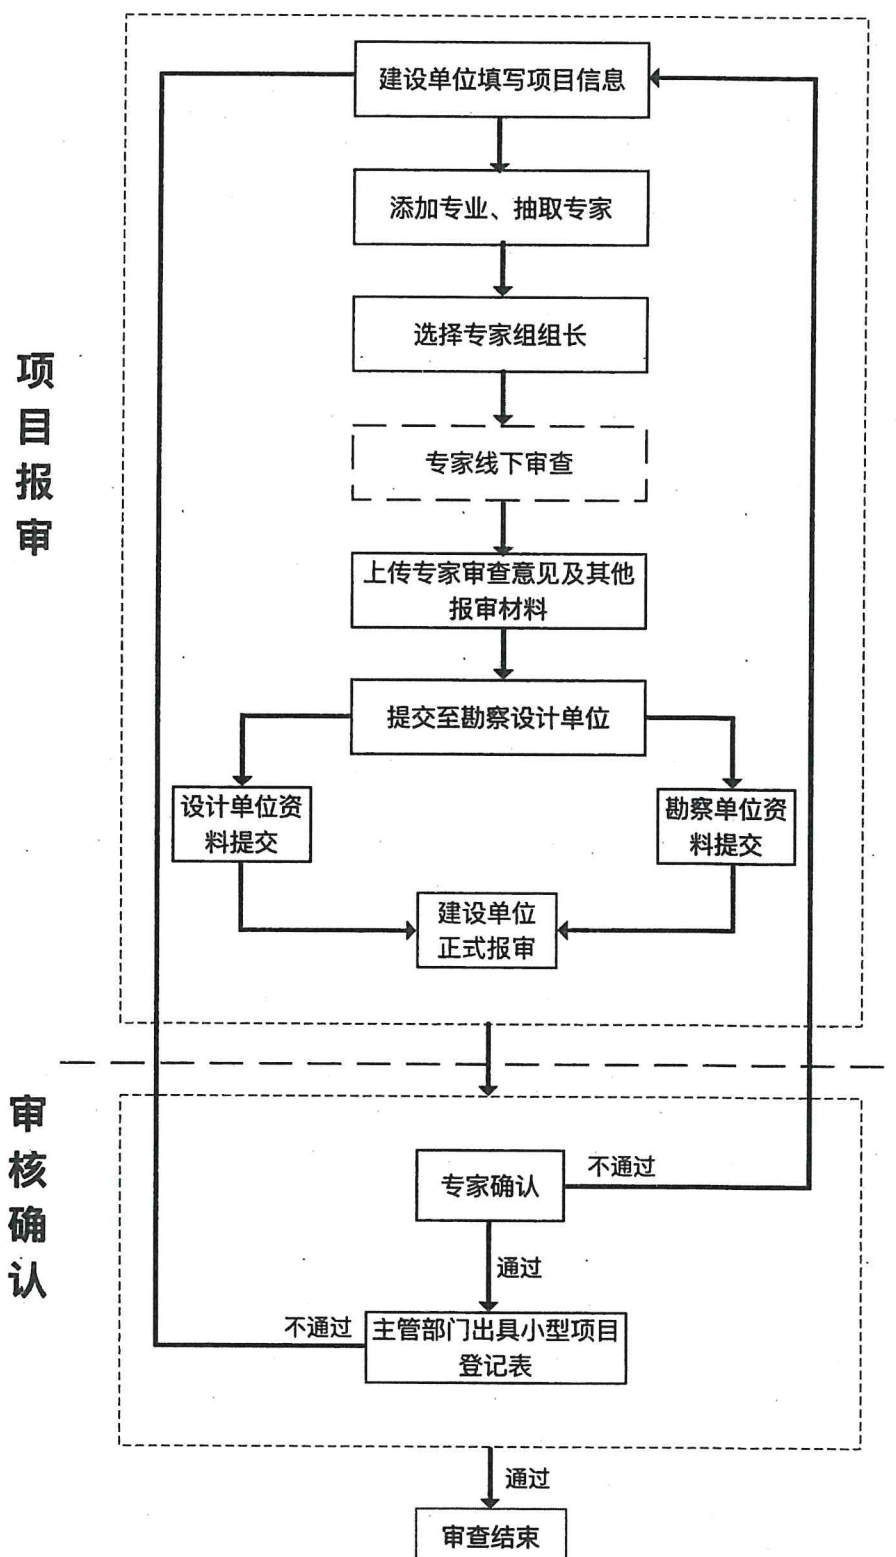 项目报审
建设单位填写项目信息
添加专业、抽取专家
选择专家组组长
专家线下审查
上传专家审查意见及其他
报审材料
提交至勘察设计单位
设计单位资
料提交
勘察单位资
料提交
建设单位
正式报审
审核确认
专家确认
不通过
通过
不通过
主管部门出具小型项目
登记表
通过
审查结束